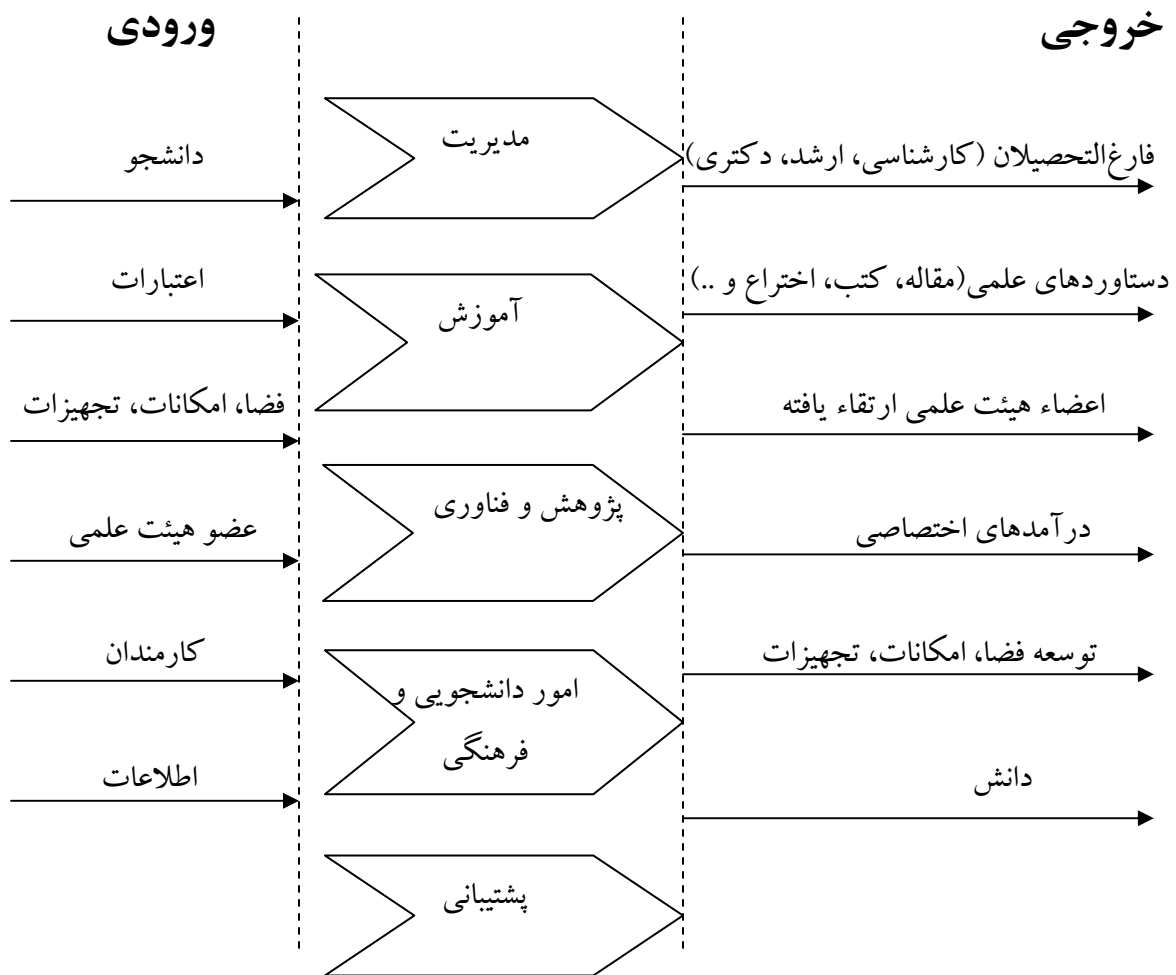 خروجی
ورودی
مدیریت
دانشجو
فارغ‌التحصیلان (کارشناسی، ارشد، دکتری)
اعتبارات
دستاوردهای علمی(مقاله، کتب، اختراع و ..)
آموزش
فضا، امکانات، تجهیزات
اعضاء هیئت علمی ارتقاء یافته
پژوهش و فناوری
عضو هیئت علمی
درآمدهای اختصاصی
کارمندان
توسعه فضا، امکانات، تجهیزات
امور دانشجویی و
فرهنگی
اطلاعات
دانش
پشتیبانی